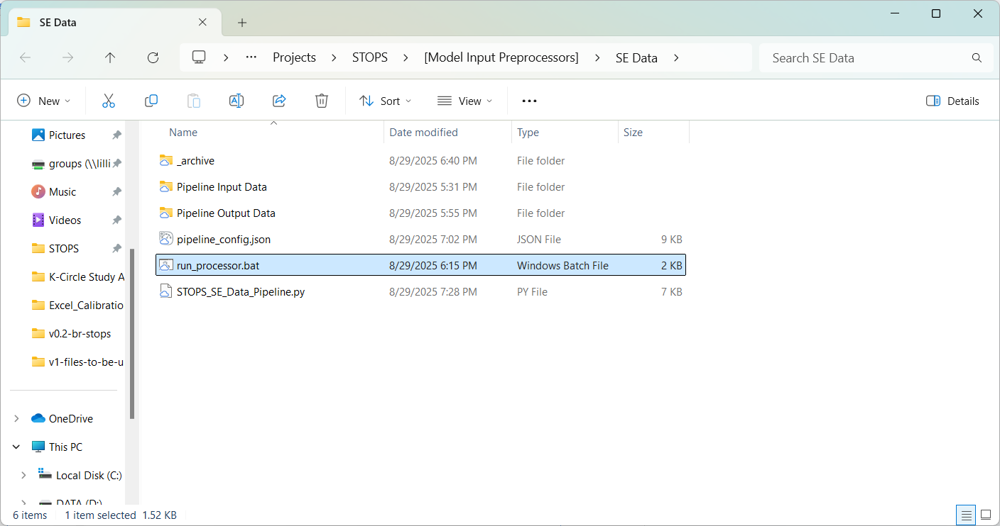 SE Data
Projects STOPS [Model Input Preprocessors] SE Data
Search SE Data
New Sort View Details
Name Date modified Type Size
_archive 8/29/2025 6:40 PM File folder
Pipeline Input Data 8/29/2025 5:31 PM File folder
Pipeline Output Data 8/29/2025 5:55 PM File folder
pipeline_config.json 8/29/2025 7:02 PM JSON File 9 KB
run_processor.bat 8/29/2025 6:15 PM Windows Batch File 2 KB
STOPS_SE_Data_Pipeline.py 8/29/2025 7:28 PM PY File 7 KB
Pictures
groups (\\lilli
Music
Videos
STOPS
K-Circle Study A
Excel_Calibratio
v0.2-br-stops
v1-files-to-be-u
OneDrive
This PC
Local Disk (C:)
DATA (D:)
6 items 1 item selected 1.52 KB